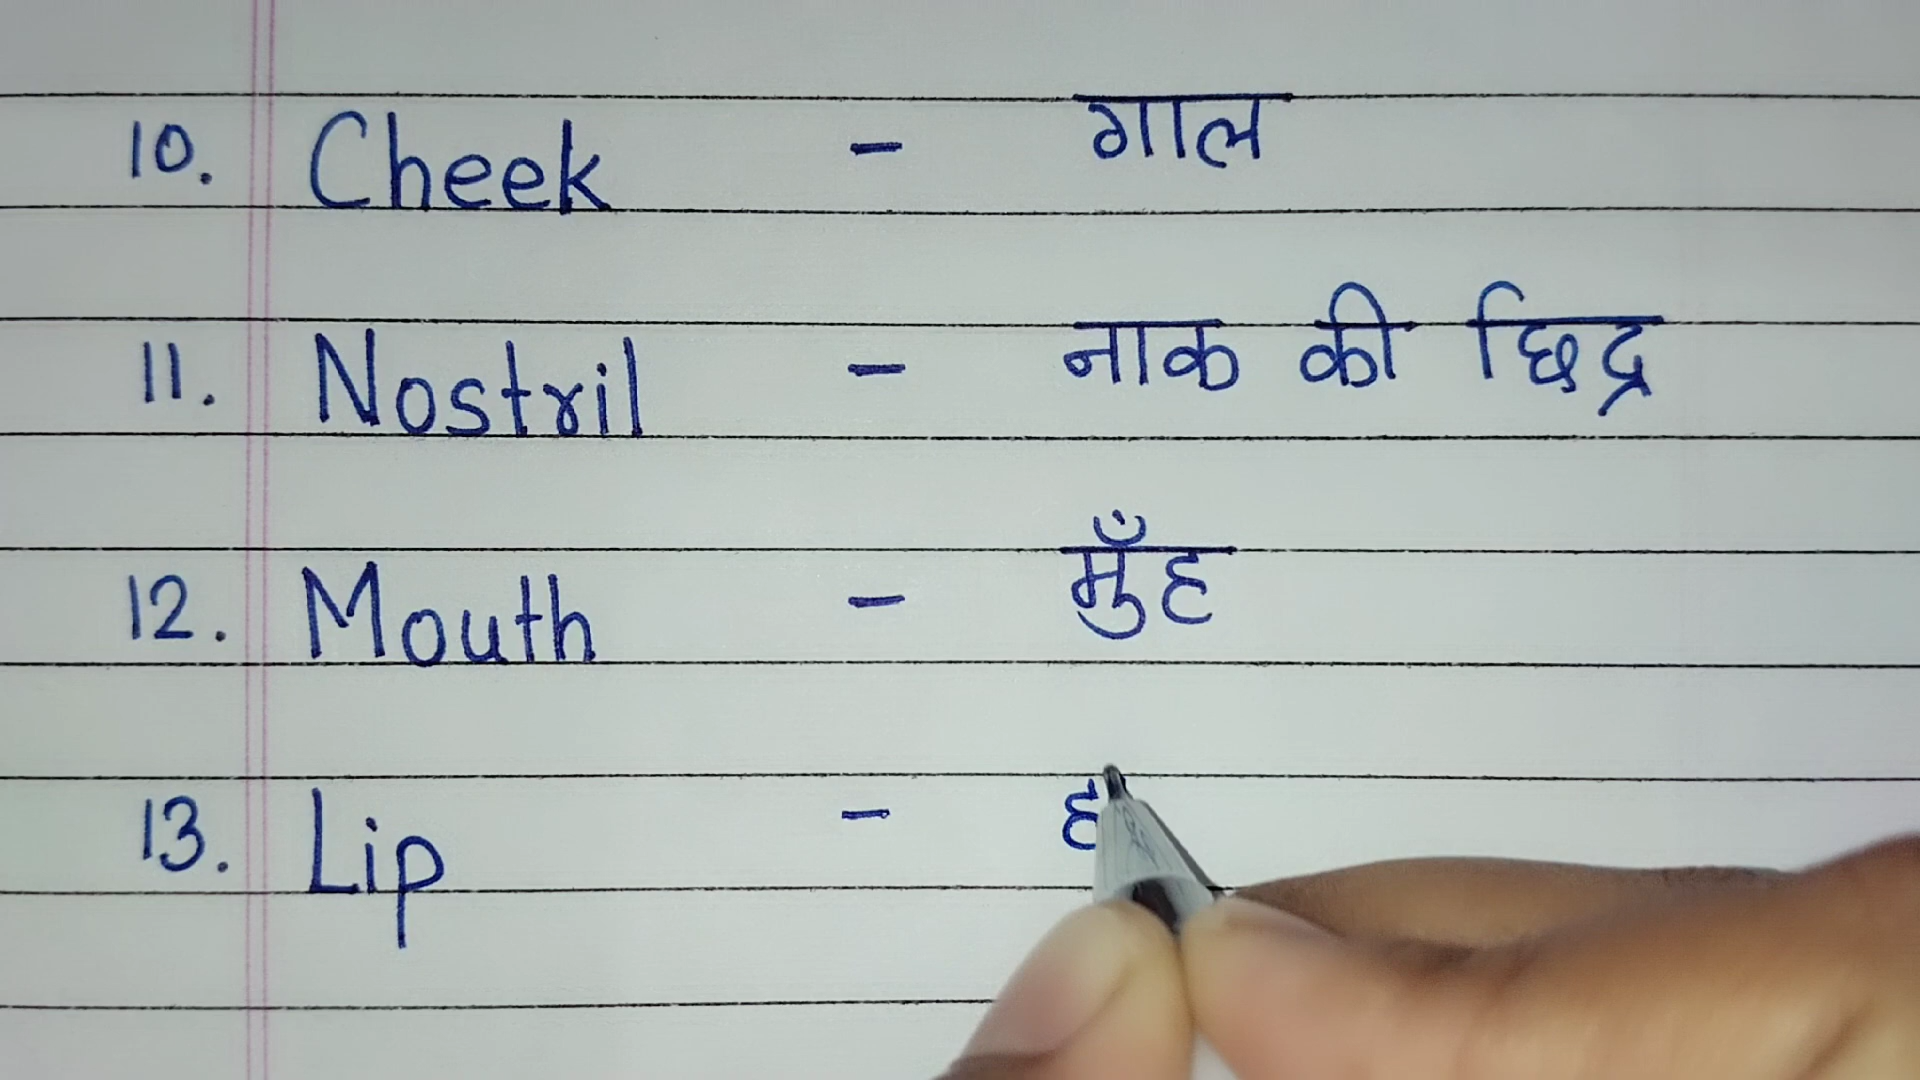 10. Cheek - गाल
11. Nostril - नाक की छिद्र
12. Mouth - मुँह
13. Lip - ह